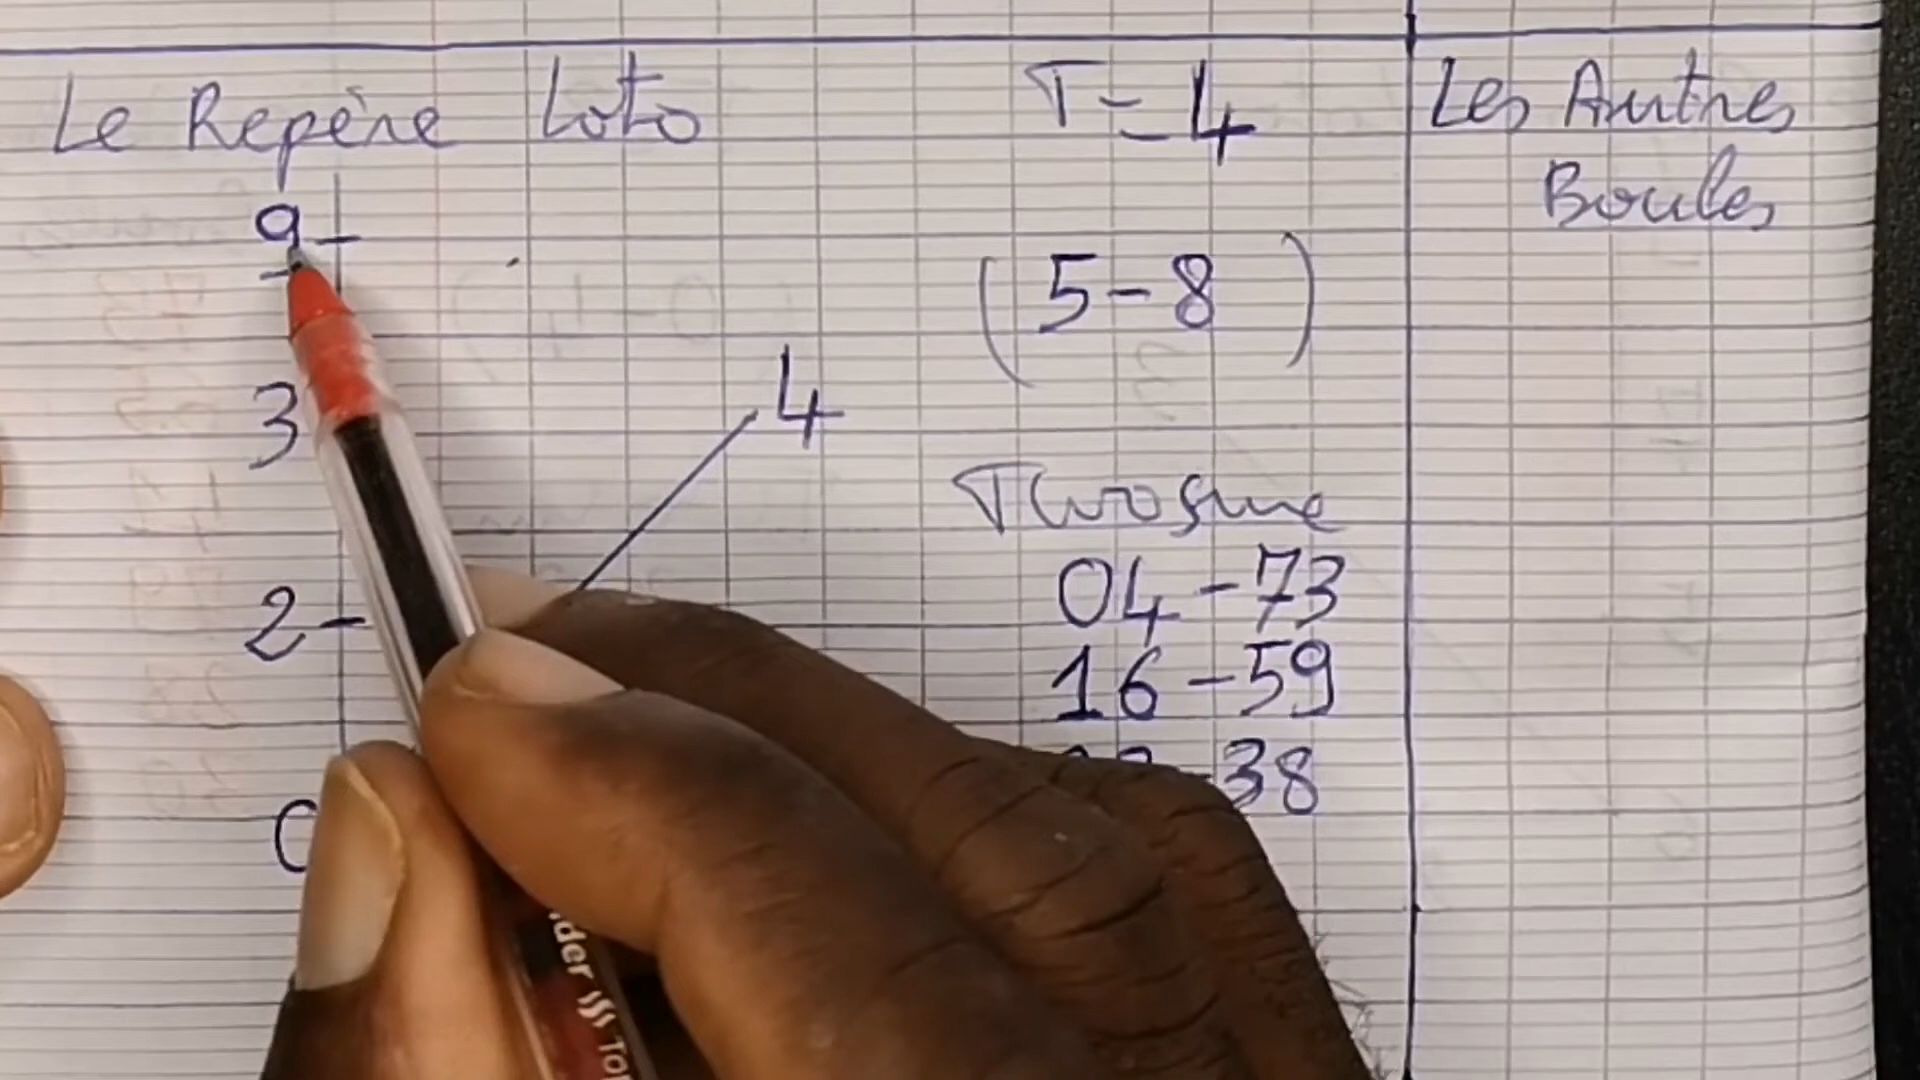 Le Repère Loto T=4
9-
(5-8)
3
4
Twosure
04-73
2-
16-59
-38
0
Les Autres
Boules